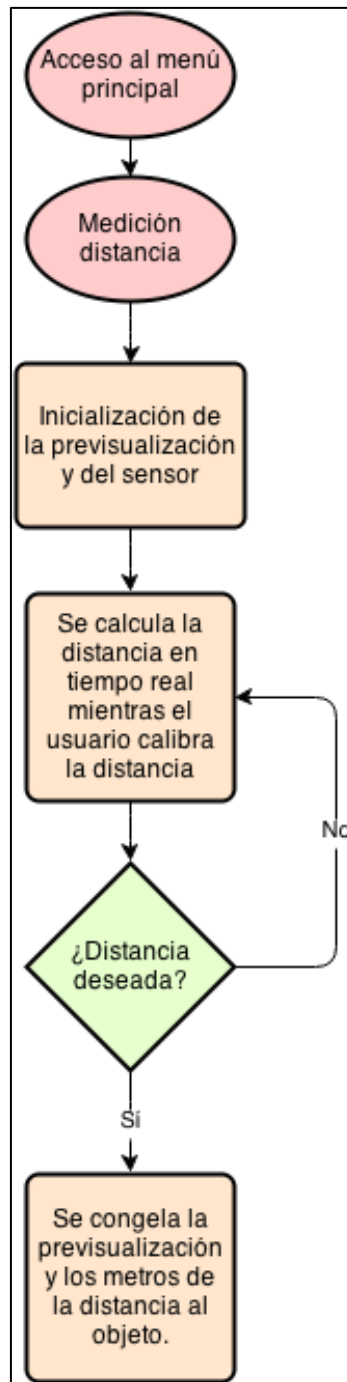 Acceso al menú
principal
Medición
distancia
Inicialización de
la previsualización
y del sensor
Se calcula la
distancia en
tiempo real
mientras el
usuario calibra
la distancia
No
¿Distancia
deseada?
Sí
Se congela la
previsualización
y los metros de
la distancia al
objeto.